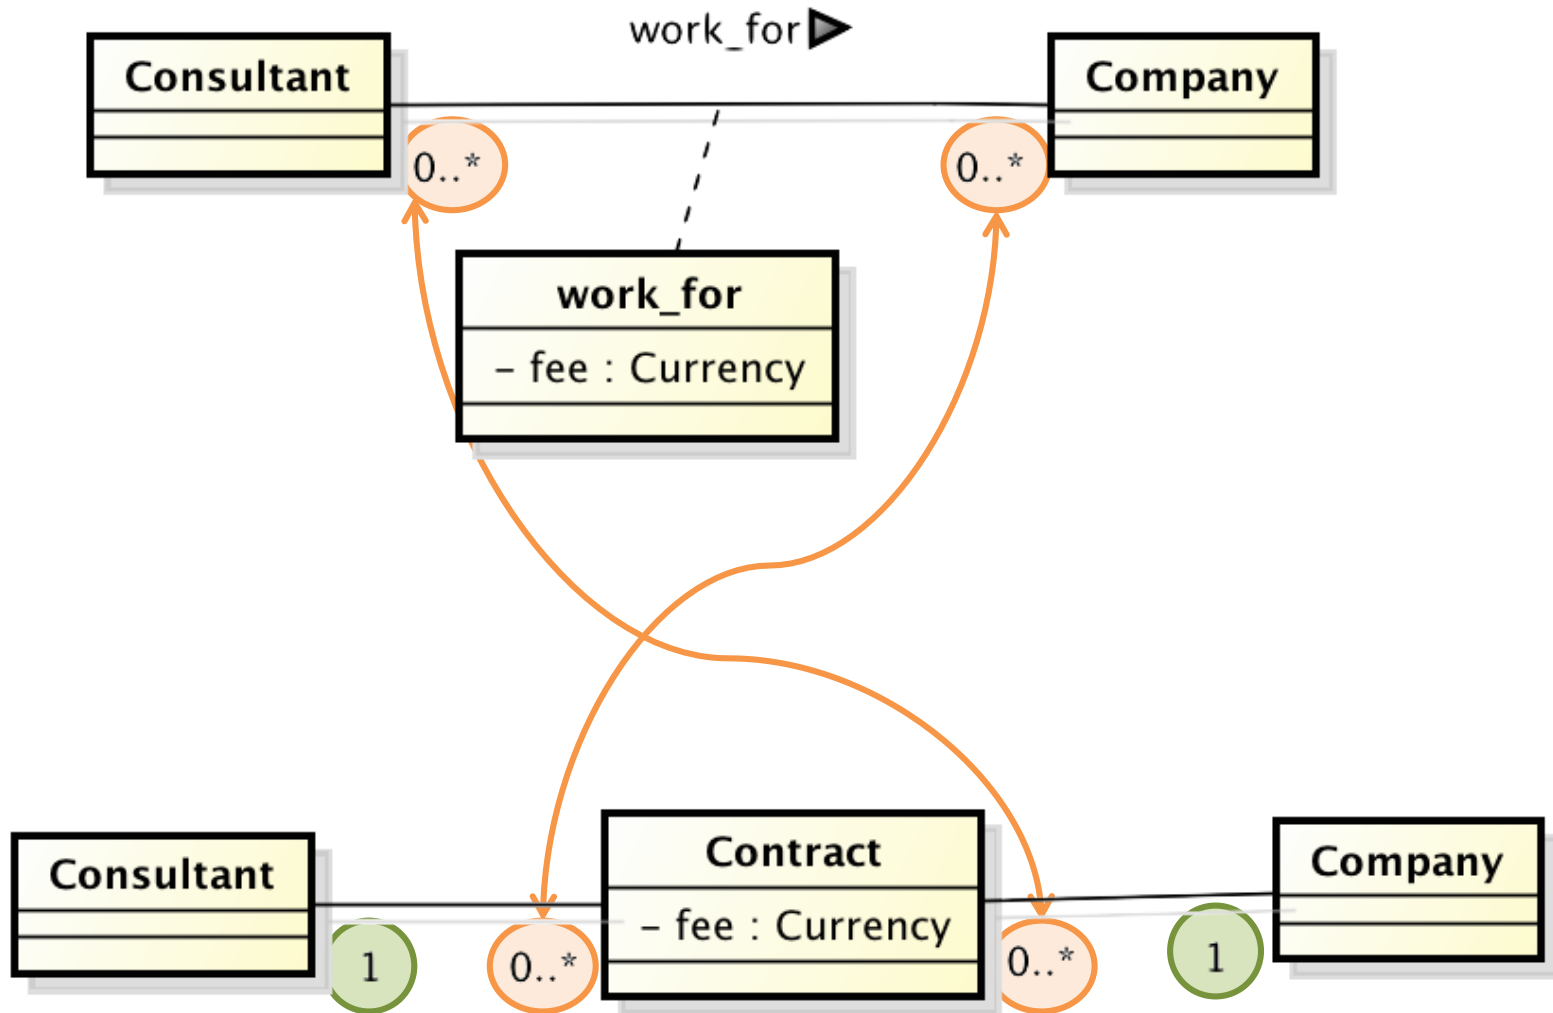 work_for
Consultant
Company
0..*
0..*
work_for
- fee : Currency
Consultant
Contract
Company
- fee : Currency
1
0..*
0..*
1